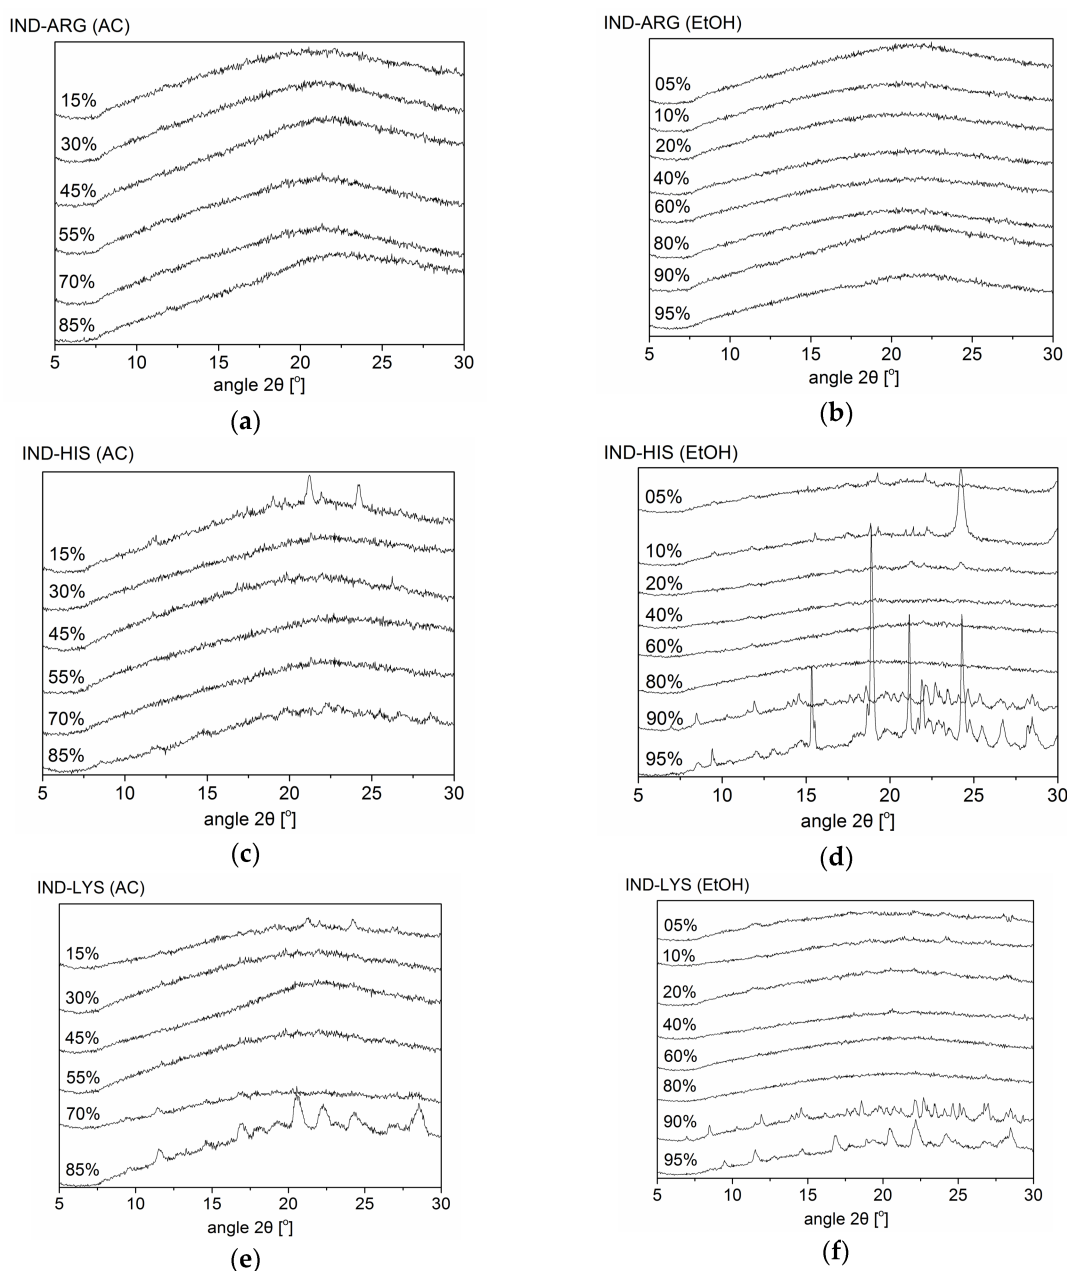 IND-ARG (AC)
15%
30%
45%
55%
70%
85%
5 10 15 20 25 30
angle 2θ [°]
(a)
IND-ARG (EtOH)
05%
10%
20%
40%
60%
80%
90%
95%
5 10 15 20 25 30
angle 2θ [°]
(b)
IND-HIS (AC)
15%
30%
45%
55%
70%
85%
5 10 15 20 25 30
angle 2θ [°]
(c)
IND-HIS (EtOH)
05%
10%
20%
40%
60%
80%
90%
95%
5 10 15 20 25 30
angle 2θ [°]
(d)
IND-LYS (AC)
15%
30%
45%
55%
70%
85%
5 10 15 20 25 30
angle 2θ [°]
(e)
IND-LYS (EtOH)
05%
10%
20%
40%
60%
80%
90%
95%
5 10 15 20 25 30
angle 2θ [°]
(f)